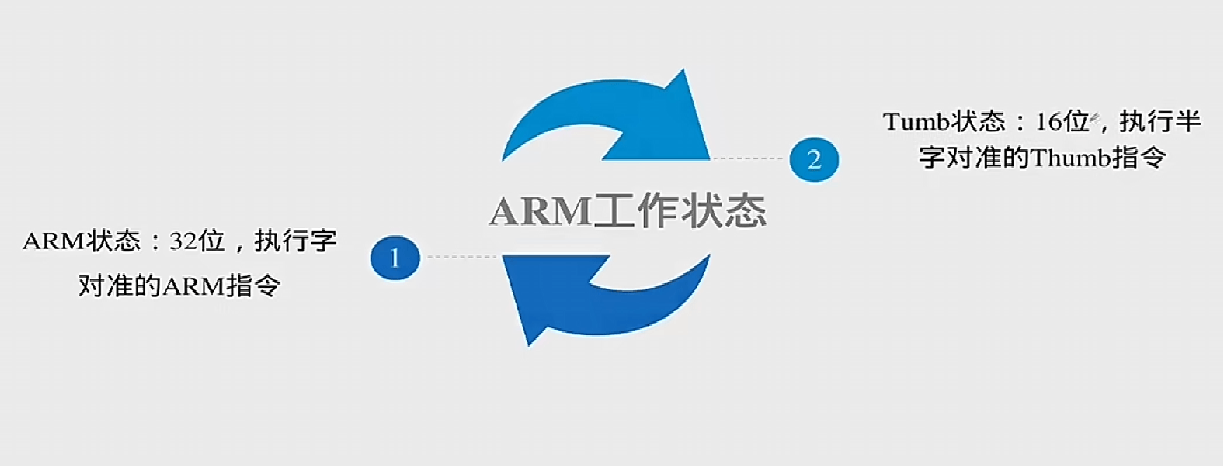 Tumb状态：16位，执行半
字对准的Thumb指令
2
ARM工作状态
ARM状态：32位，执行字
对准的ARM指令
1